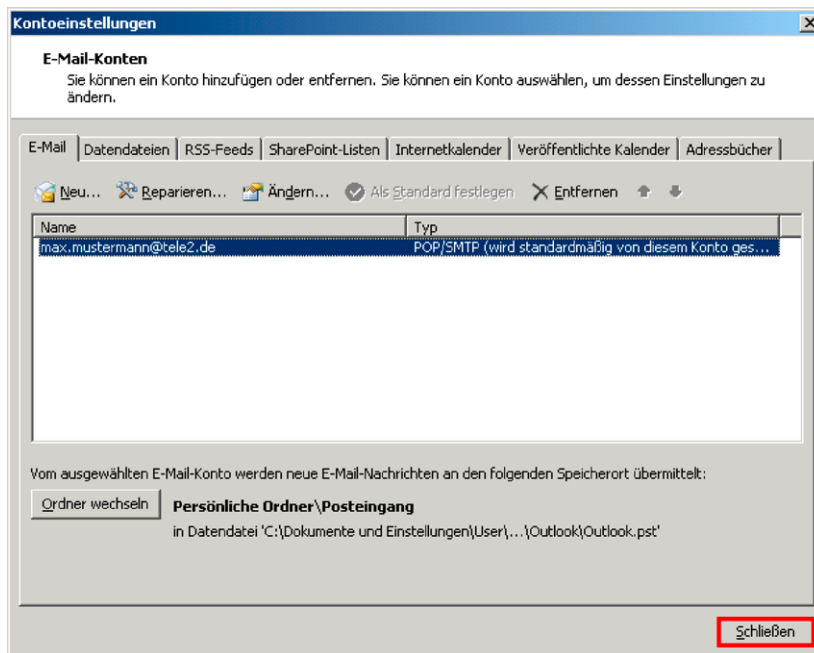 Kontoeinstellungen
E-Mail-Konten
Sie können ein Konto hinzufügen oder entfernen. Sie können ein Konto auswählen, um dessen Einstellungen zu
ändern.
E-Mail Datendateien RSS-Feeds SharePoint-Listen Internetkalender Veröffentlichte Kalender Adressbücher
Neu... Reparieren... Ändern... Als Standard festlegen Entfernen
Name Typ
max.mustermann@tele2.de POP/SMTP (wird standardmäßig von diesem Konto ges...
Vom ausgewählten E-Mail-Konto werden neue E-Mail-Nachrichten an den folgenden Speicherort übermittelt:
Ordner wechseln Persönliche Ordner\Posteingang
in Datendatei 'C:\Dokumente und Einstellungen\User\...\Outlook\Outlook.pst'
Schließen